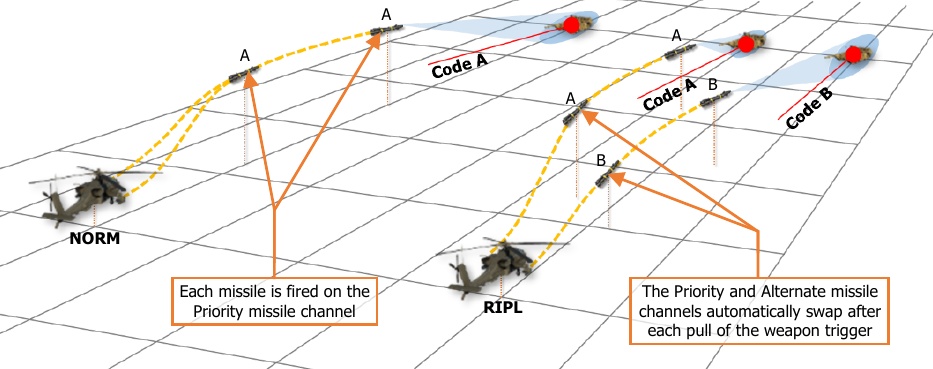 A
A
Code A
NORM
Each missile is fired on the
Priority missile channel
A
A
B
B
Code A
Code B
RIPL
The Priority and Alternate missile
channels automatically swap after
each pull of the weapon trigger